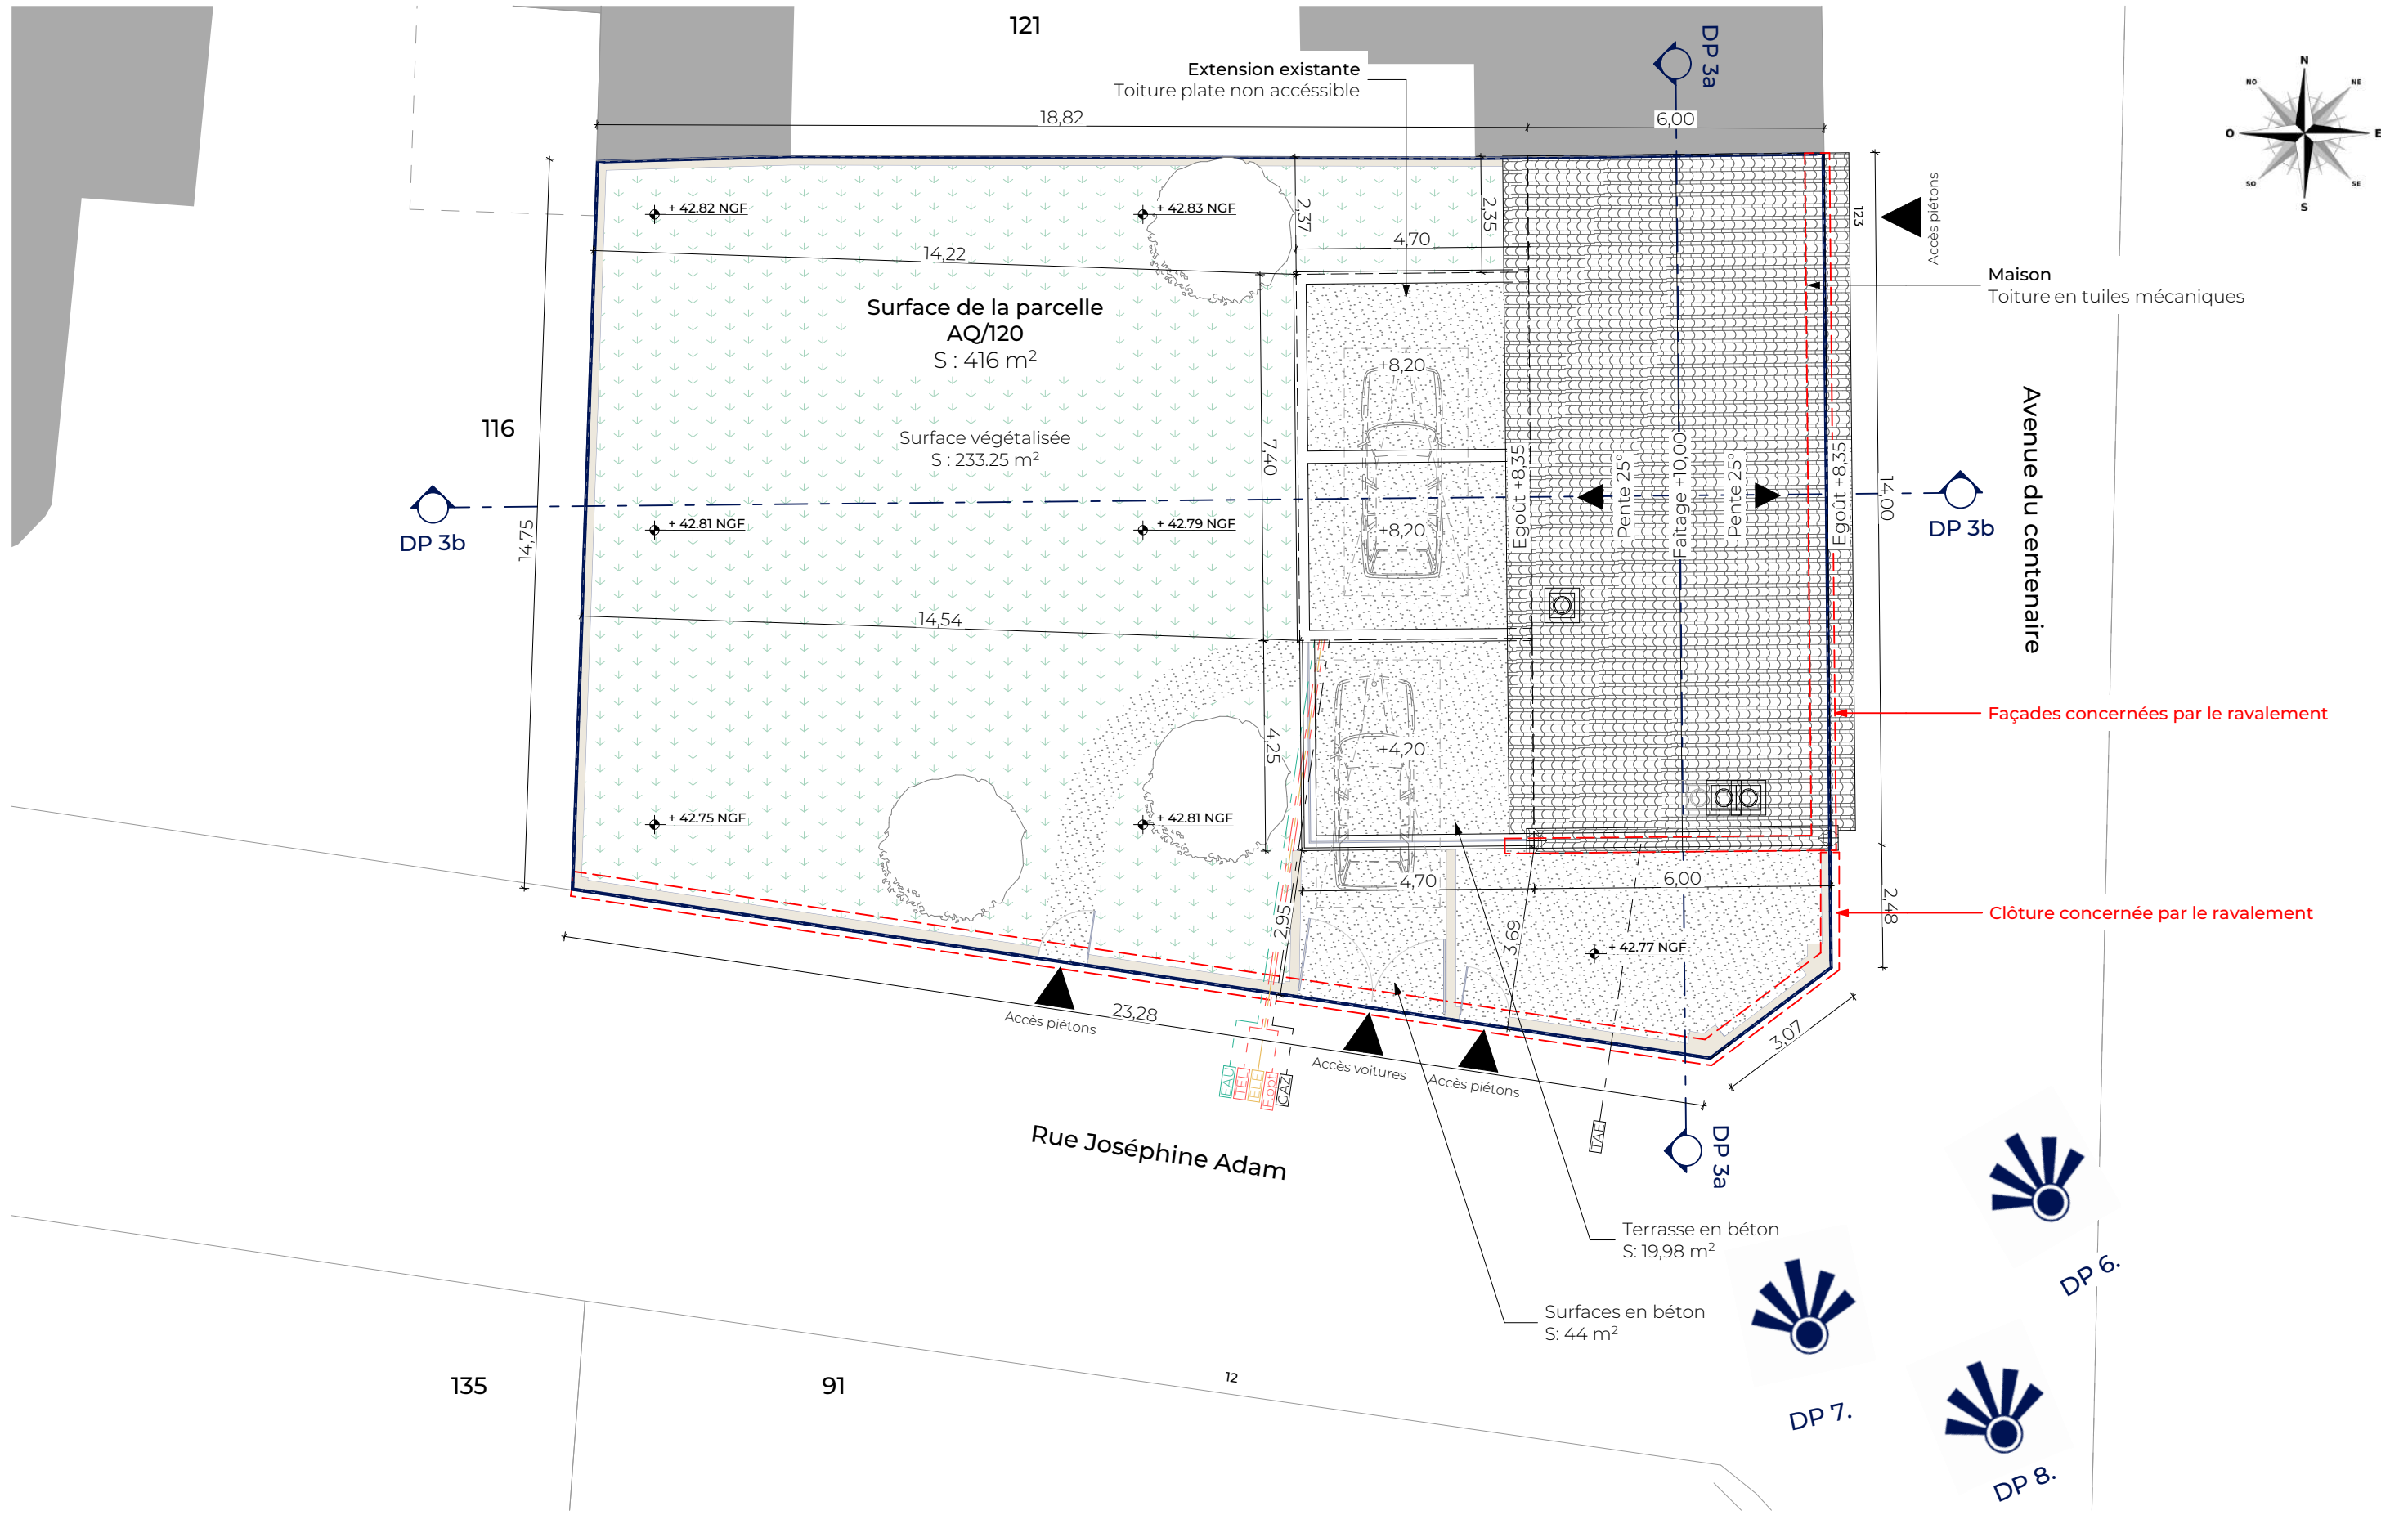 121
DP 3a
Extension existante
Toiture plate non accéssible
N
NO
NE
O
E
SO
SE
S
18,82
6,00
+ 42.82 NGF
+ 42.83 NGF
2,37
2,35
4,70
14,22
123
Accès piétons
Maison
Toiture en tuiles mécaniques
Surface de la parcelle
AQ/120
S : 416 m²
+8,20
116
Surface végétalisée
S : 233.25 m²
7,40
Egoût +8,35
Pente 25°
Faîtage +10,00
Pente 25°
Egoût +8,35
14,00
Avenue du centenaire
DP 3b
14,75
+ 42.81 NGF
+ 42.79 NGF
+8,20
DP 3b
14,54
Façades concernées par le ravalement
4,25
+4,20
+ 42.75 NGF
+ 42.81 NGF
4,70
6,00
2,48
Clôture concernée par le ravalement
2,95
3,69
+ 42.77 NGF
Accès piétons
23,28
Accès voitures
Accès piétons
3,07
EAU
TEL
ELE
F.opt
GAZ
TAE
DP 3a
Rue Joséphine Adam
Terrasse en béton
S: 19,98 m²
DP 6.
Surfaces en béton
S: 44 m²
DP 7.
DP 8.
135
91
12